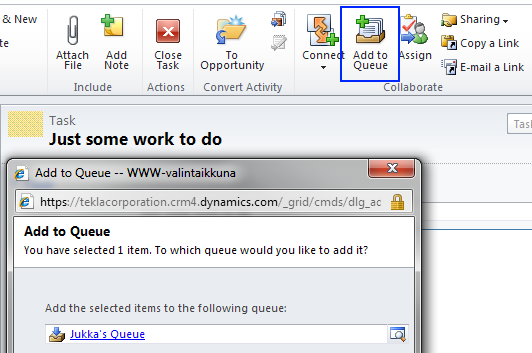 & New
Attach File
Add Note
Close Task
To Opportunity
Connect
Add to Queue
Assign
Sharing
Copy a Link
E-mail a Link
Include
Actions
Convert Activity
Collaborate
Task
Just some work to do
Task
Add to Queue -- WWW-valintaikkuna
https://teklacorporation.crm4.dynamics.com/_grid/cmds/dlg_ac
Add to Queue
You have selected 1 item. To which queue would you like to add it?
Add the selected items to the following queue:
Jukka's Queue